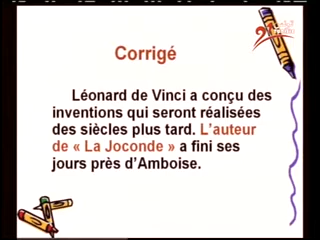 Corrigé
Léonard de Vinci a conçu des
inventions qui seront réalisées
des siècles plus tard. L'auteur
de « La Joconde » a fini ses
jours près d'Amboise.